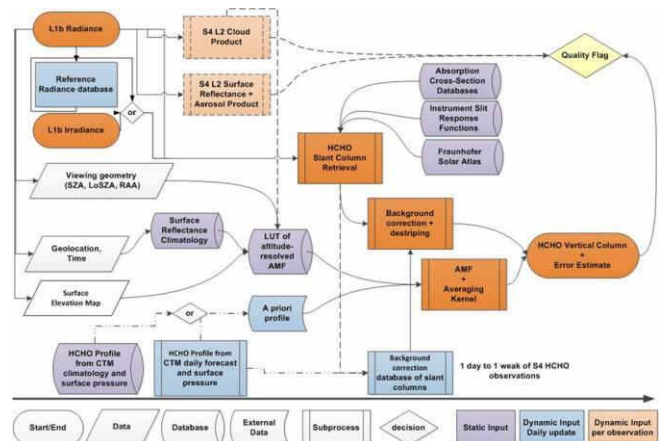 L1b Radiance
S4 L2 Cloud
Product
Quality Flag
Reference
Radiance database
S4 L2 Surface
Reflectance +
Aerosol Product
Absorption
Cross-Section
Databases
or
L1b Irradiance
Instrument Slit
Response
Functions
HCHO
Slant Column
Retrieval
Fraunhofer
Solar Atlas
Viewing geometry
(SZA, LoSZA, RAA)
Surface
Reflectance
Climatology
Background
correction +
destriping
Geolocation,
Time
LUT of
altitude-
resolved
AMF
HCHO Vertical Column
+
Error Estimate
AMF
+
Averaging
Kernel
Surface
Elevation Map
or
A priori
profile
HCHO Profile
from CTM
climatology and
surface pressure
HCHO Profile from
CTM daily forecast
and surface
pressure
Background
correction
database of slant
columns
1 day to 1 weak of S4 HCHO
observations
Start/End
Data
Database
External
Data
Subprocess
decision
Static Input
Dynamic Input
Daily update
Dynamic Input
per observation